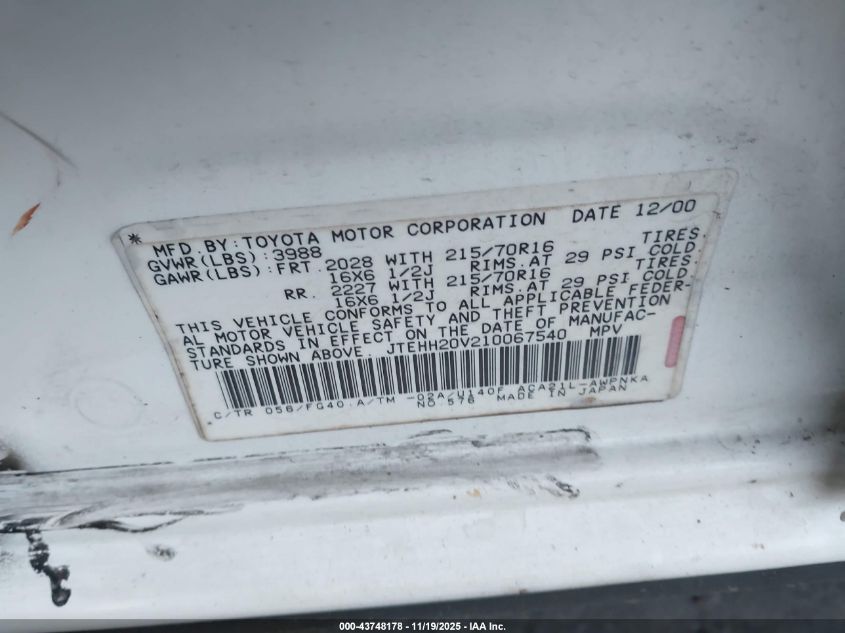 * MFD BY: TOYOTA MOTOR CORPORATION DATE 12/00
GVWR(LBS):3988
GAWR(LBS):FRT. 2028 WITH 215/70R16 TIRES
16X6 1/2J RIMS.AT 29 PSI COLD.
RR. 2227 WITH 215/70R16 TIRES
16X6 1/2J RIMS.AT 29 PSI COLD.
THIS VEHICLE CONFORMS TO ALL APPLICABLE FEDER-
AL MOTOR VEHICLE SAFETY AND THEFT PREVENTION
STANDARDS IN EFFECT ON THE DATE OF MANUFAC-
TURE SHOWN ABOVE. JTEHH20V210067540 MPV
C/TR 056/FG40.A/TM -02A/U140F ACA21L-AWPNKA
NO 576 MADE IN JAPAN
000-43748178 - 11/19/2025 - IAA Inc.